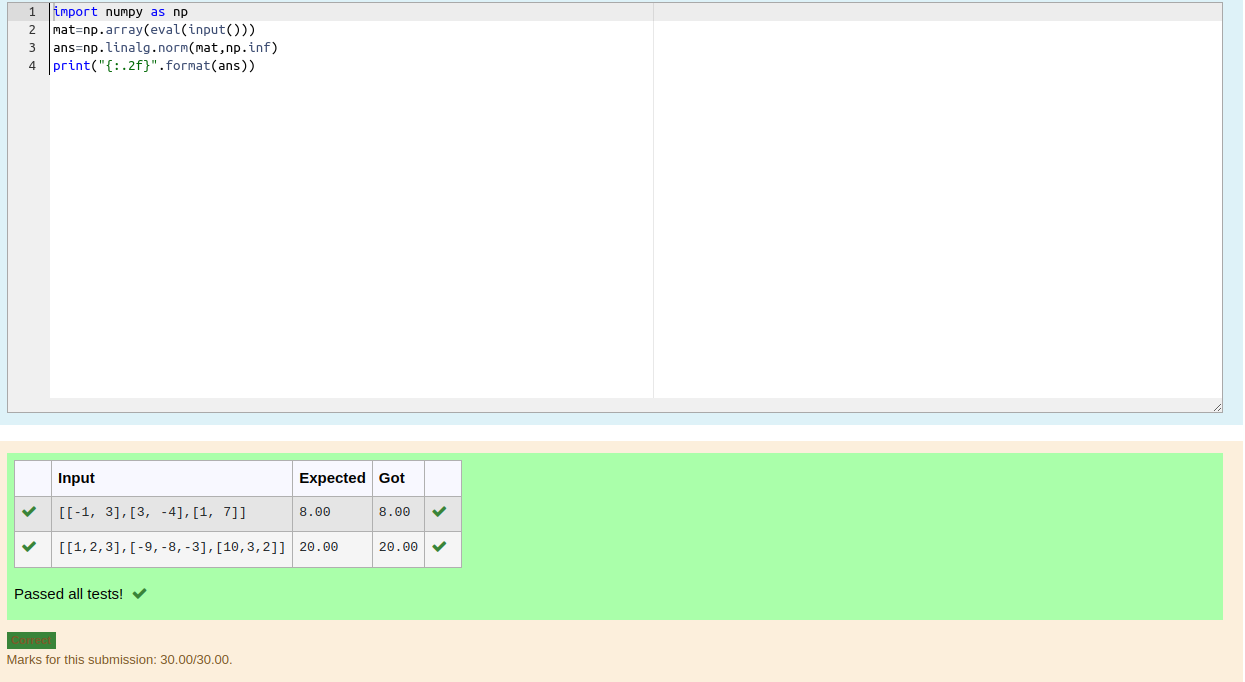 1 import numpy as np
2 mat=np.array(eval(input()))
3 ans=np.linalg.norm(mat,np.inf)
4 print("{:.2f}".format(ans))
Input Expected Got
[[-1, 3],[3, -4],[1, 7]] 8.00 8.00
[[1,2,3],[-9,-8,-3],[10,3,2]] 20.00 20.00
Passed all tests!
Correct
Marks for this submission: 30.00/30.00.